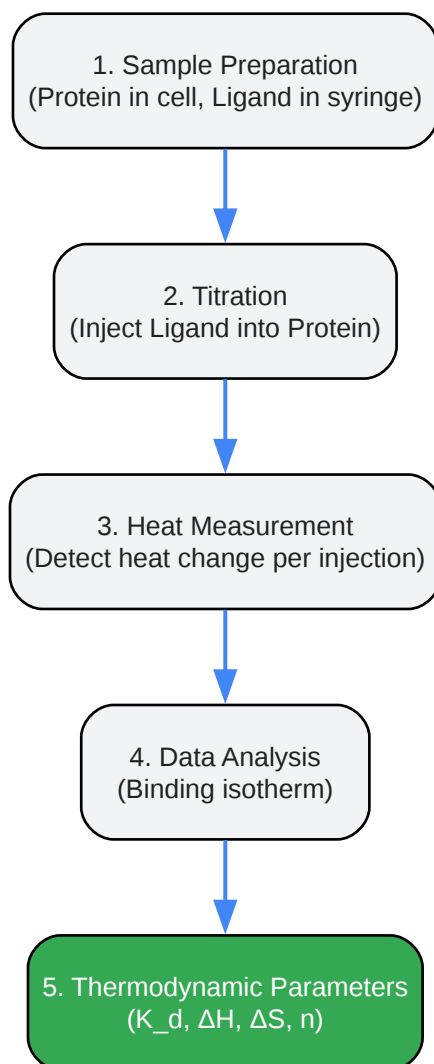 1. Sample Preparation
(Protein in cell, Ligand in syringe)
2. Titration
(Inject Ligand into Protein)
3. Heat Measurement
(Detect heat change per injection)
4. Data Analysis
(Binding isotherm)
5. Thermodynamic Parameters
(K_d, ΔH, ΔS, n)